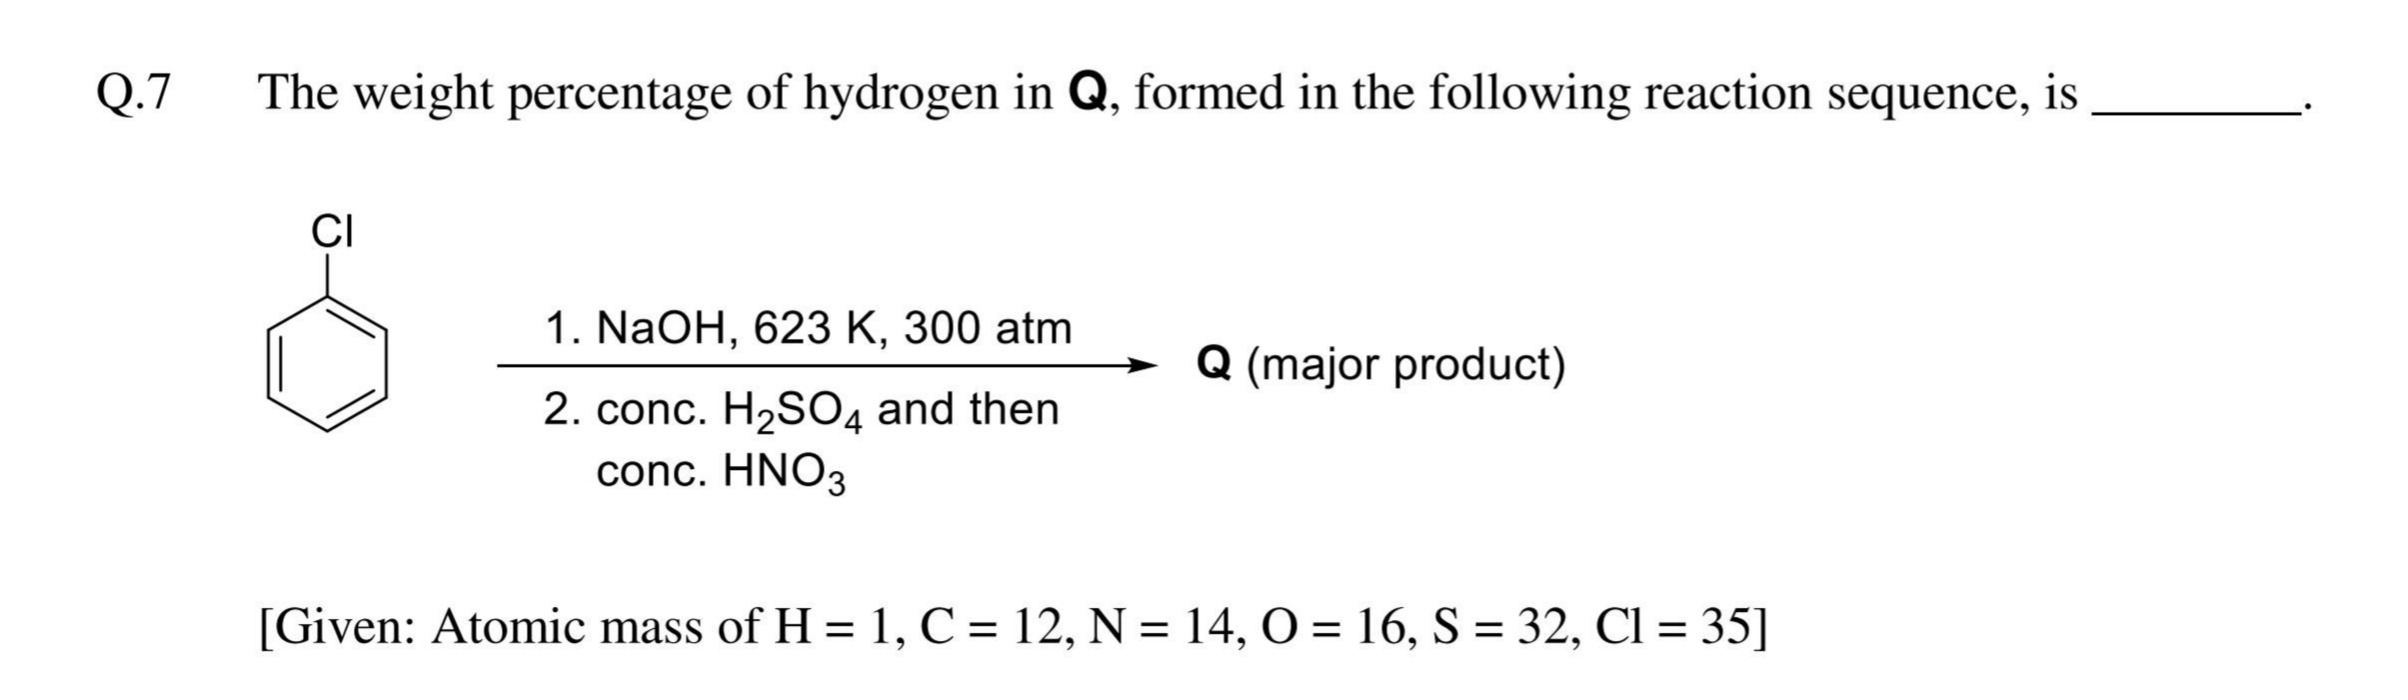 Q.7 The weight percentage of hydrogen in Q, formed in the following reaction sequence, is ________.
Cl
1. NaOH, 623 K, 300 atm
Q (major product)
2. conc. H₂SO₄ and then
conc. HNO₃
[Given: Atomic mass of H = 1, C = 12, N = 14, O = 16, S = 32, Cl = 35]